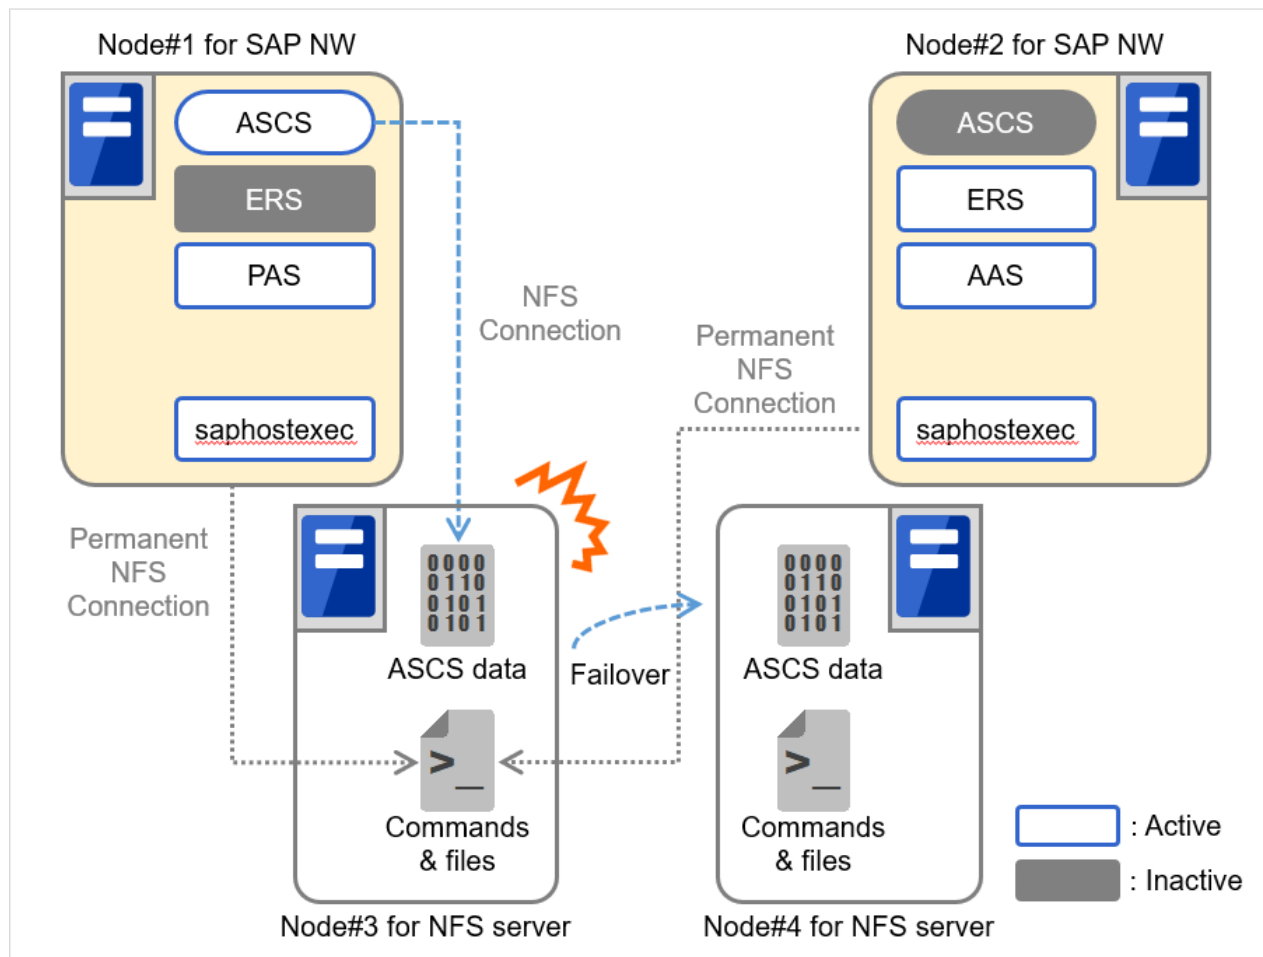 Node#1 for SAP NW
Node#2 for SAP NW
ASCS
ERS
PAS
saphostexec
ASCS
ERS
AAS
saphostexec
NFS
Connection
Permanent
NFS
Connection
Permanent
NFS
Connection
0000
0110
0101
0101
ASCS data
>_
Commands
& files
Failover
0000
0110
0101
0101
ASCS data
>_
Commands
& files
Node#3 for NFS server
Node#4 for NFS server
: Active
: Inactive